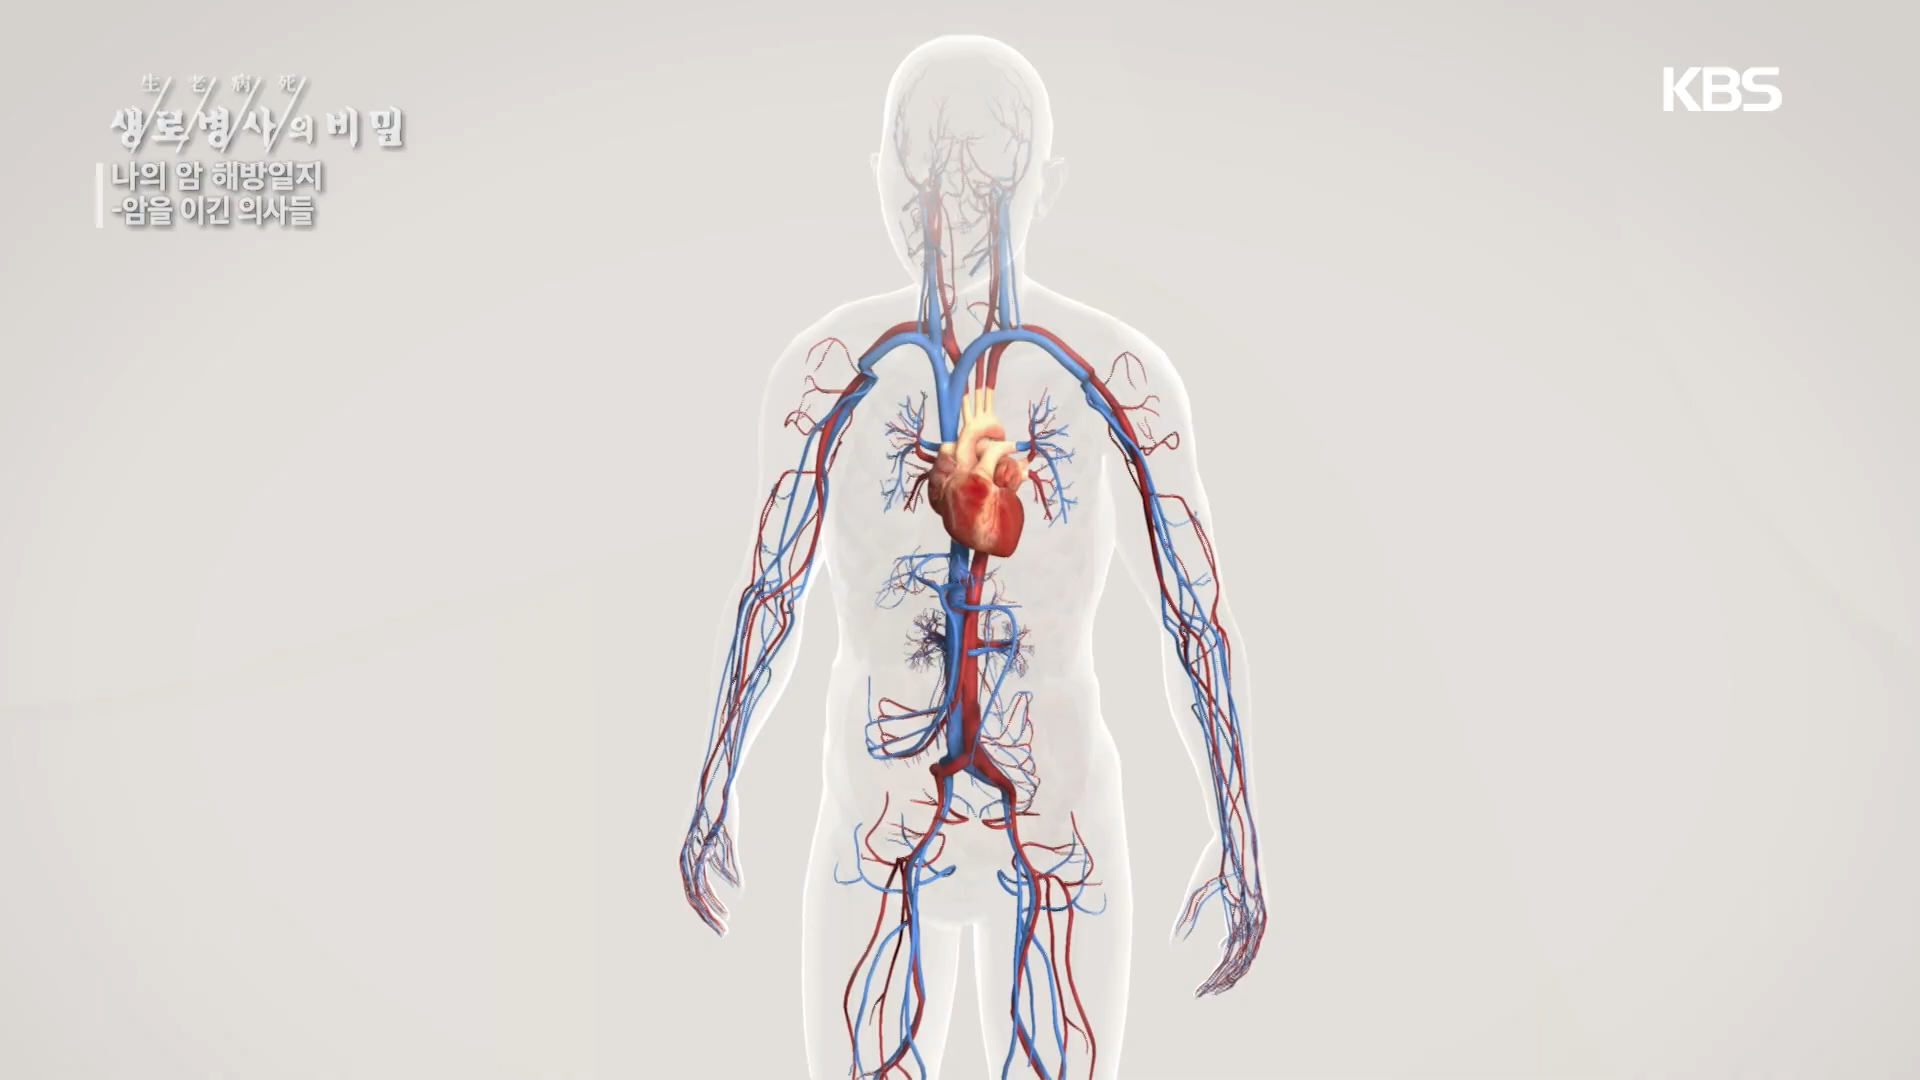 生老病死
생로병사의 비밀
나의 암 해방일지
-암을 이긴 의사들
KBS